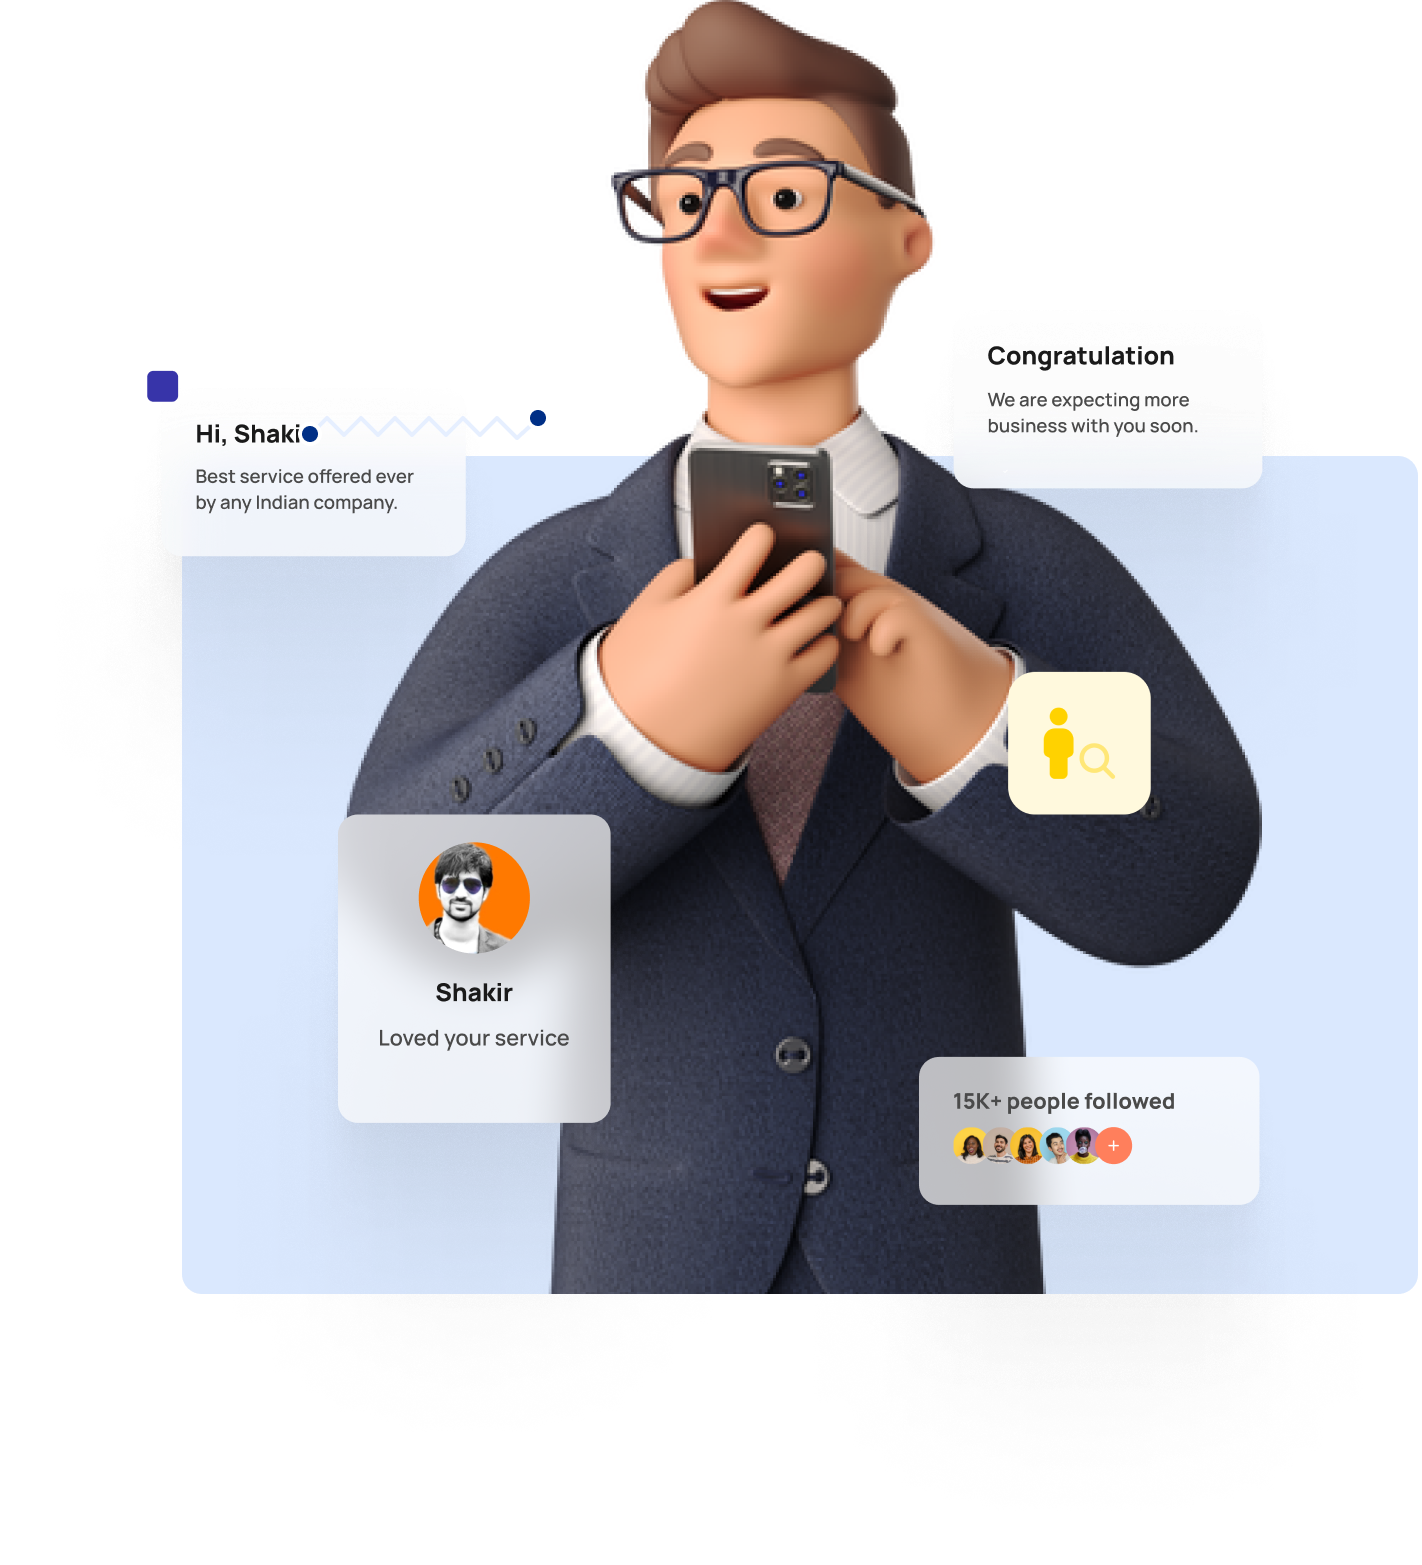 Congratulation
We are expecting more
business with you soon.
Hi, Shaki
Best service offered ever
by any Indian company.
Shakir
Loved your service
15K+ people followed
+